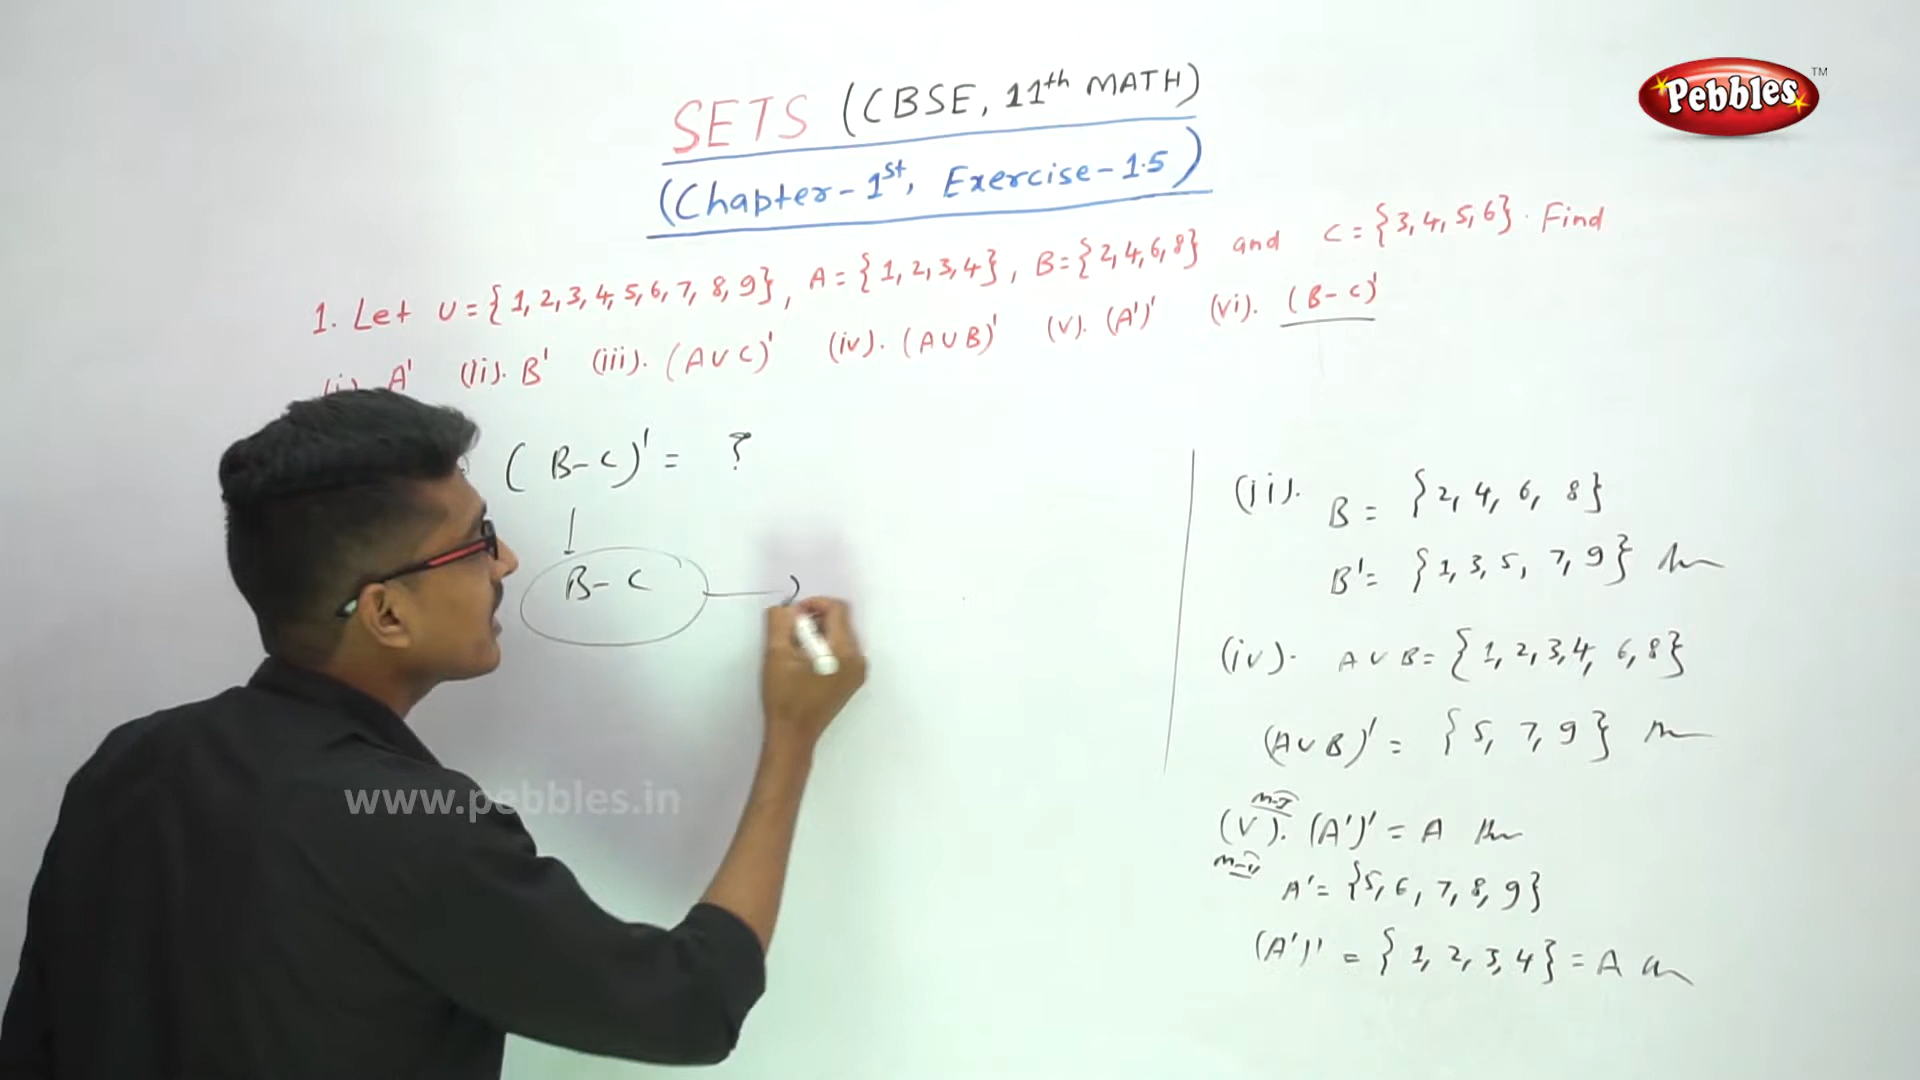 Pebbles™
SETS (CBSE, 11th MATH)
(Chapter-1st, Exercise-1.5)
1. Let U={1,2,3,4,5,6,7,8,9}, A={1,2,3,4}, B={2,4,6,8} and C={3,4,5,6}. Find
(i). A' (ii). B' (iii). (A∪C)' (iv). (A∪B)' (v). (A')' (vi). (B-C)'
(B-C)' = ?
B-C
(ii). B = {2, 4, 6, 8}
B'= {1, 3, 5, 7, 9}
(iv). A∪B= {1, 2, 3, 4, 6, 8}
(A∪B)' = {5, 7, 9}
(v). (A')' = A
A'= {5, 6, 7, 8, 9}
(A')' = {1, 2, 3, 4} = A
www.pebbles.in